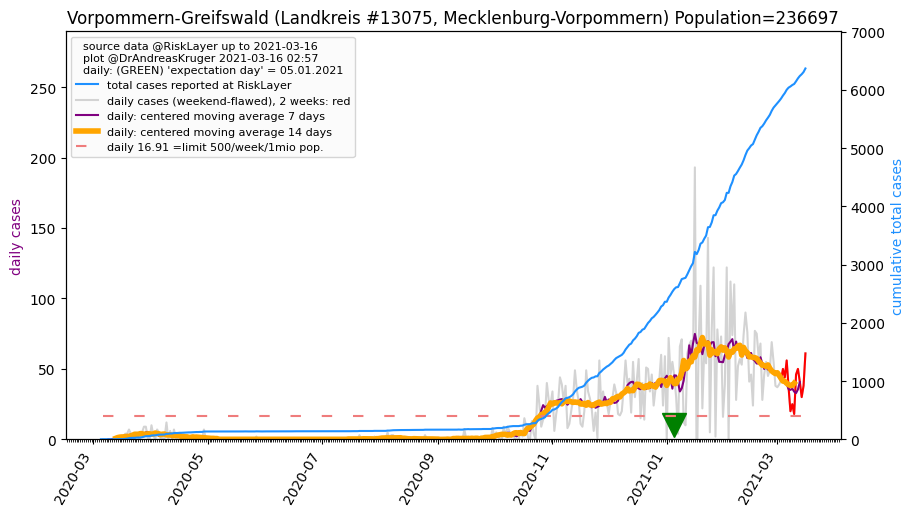 Vorpommern-Greifswald (Landkreis #13075, Mecklenburg-Vorpommern) Population=236697
source data @RiskLayer up to 2021-03-16
plot @DrAndreasKruger 2021-03-16 02:57
daily: (GREEN) 'expectation day' = 05.01.2021
total cases reported at RiskLayer
daily cases (weekend-flawed), 2 weeks: red
daily: centered moving average 7 days
daily: centered moving average 14 days
daily 16.91 =limit 500/week/1mio pop.
daily cases
250
200
150
100
50
0
7000
6000
5000
4000
3000
2000
1000
0
cumulative total cases
2020-03
2020-05
2020-07
2020-09
2020-11
2021-01
2021-03